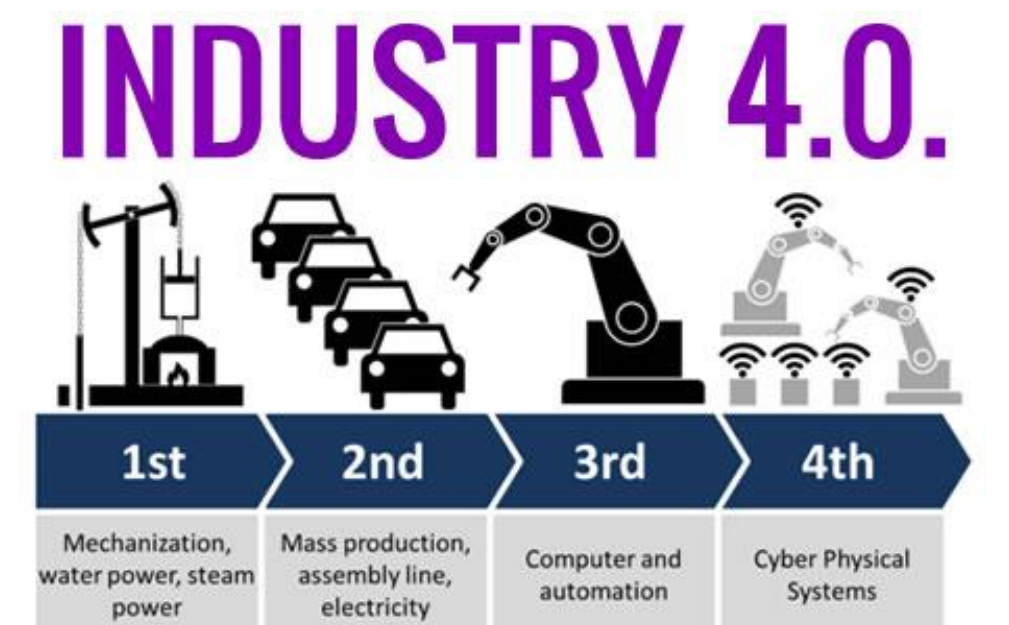 INDUSTRY 4.0.
1st
2nd
3rd
4th
Mechanization,
water power, steam
power
Mass production,
assembly line,
electricity
Computer and
automation
Cyber Physical
Systems